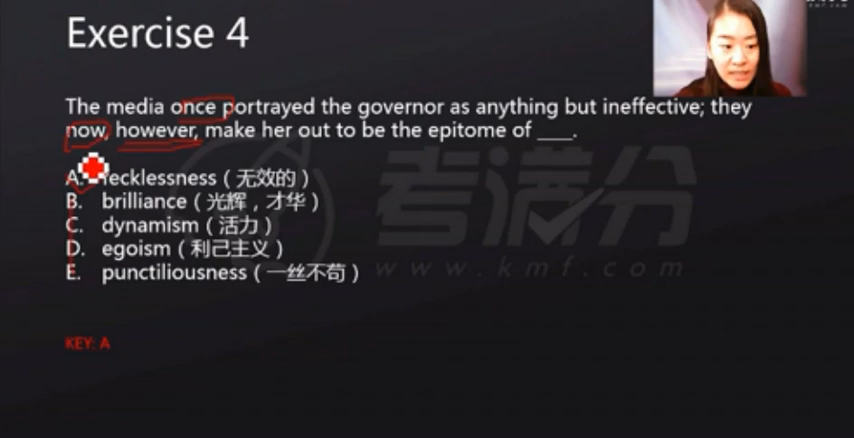 Exercise 4
The media once portrayed the governor as anything but ineffective; they
now, however, make her out to be the epitome of ___.
A. fecklessness（无效的）
B. brilliance（光辉，才华）
C. dynamism（活力）
D. egoism（利己主义）
E. punctiliousness（一丝不苟）
考满分
www.kmf.com
KEY: A